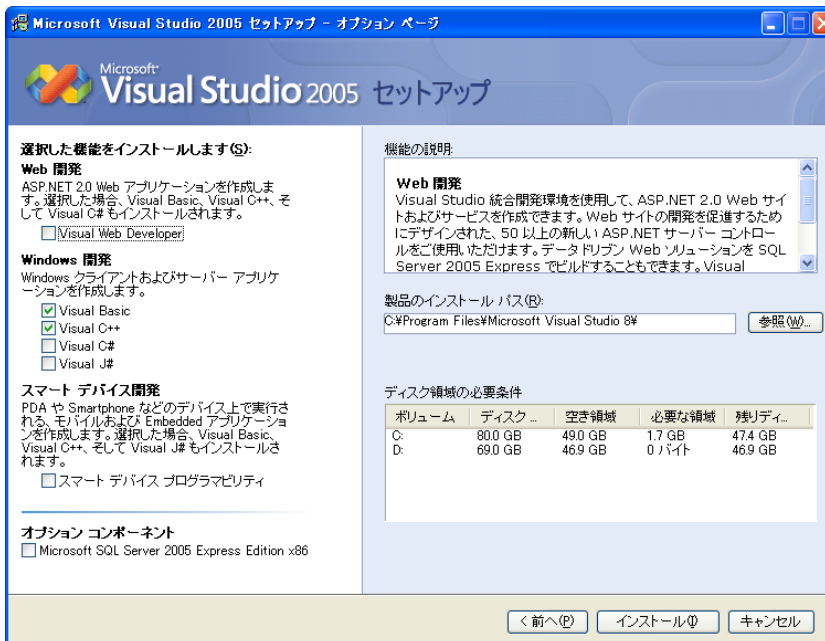 Microsoft Visual Studio 2005 セットアップ - オプション ページ
Microsoft
Visual Studio 2005 セットアップ
選択した機能をインストールします(S):
Web 開発
ASP.NET 2.0 Web アプリケーションを作成しま
す。選択した場合、Visual Basic、Visual C++、そ
して Visual C# もインストールされます。
Visual Web Developer
Windows 開発
Windows クライアントおよびサーバー アプリケ
ーションを作成します。
Visual Basic
Visual C++
Visual C#
Visual J#
スマート デバイス開発
PDA や Smartphone などのデバイス上で実行さ
れる、モバイルおよび Embedded アプリケーショ
ンを作成します。選択した場合、Visual Basic、
Visual C++、そして Visual J# もインストールさ
れます。
スマート デバイス プログラマビリティ
オプション コンポーネント
Microsoft SQL Server 2005 Express Edition x86
機能の説明:
Web 開発
Visual Studio 統合開発環境を使用して、ASP.NET 2.0 Web サイ
トおよびサービスを作成できます。Web サイトの開発を促進するため
にデザインされた、50 以上の新しい ASP.NET サーバー コントロー
ルをご使用いただけます。データドリブン Web ソリューションを SQL
Server 2005 Express でビルドすることもできます。Visual
製品のインストール パス(R):
C:¥Program Files¥Microsoft Visual Studio 8¥
参照(W)...
ディスク領域の必要条件
ボリューム ディスク ... 空き領域 必要な領域 残りディ...
C: 80.0 GB 49.0 GB 1.7 GB 47.4 GB
D: 69.0 GB 46.9 GB 0 バイト 46.9 GB
< 前へ(P)
インストール(I)
キャンセル